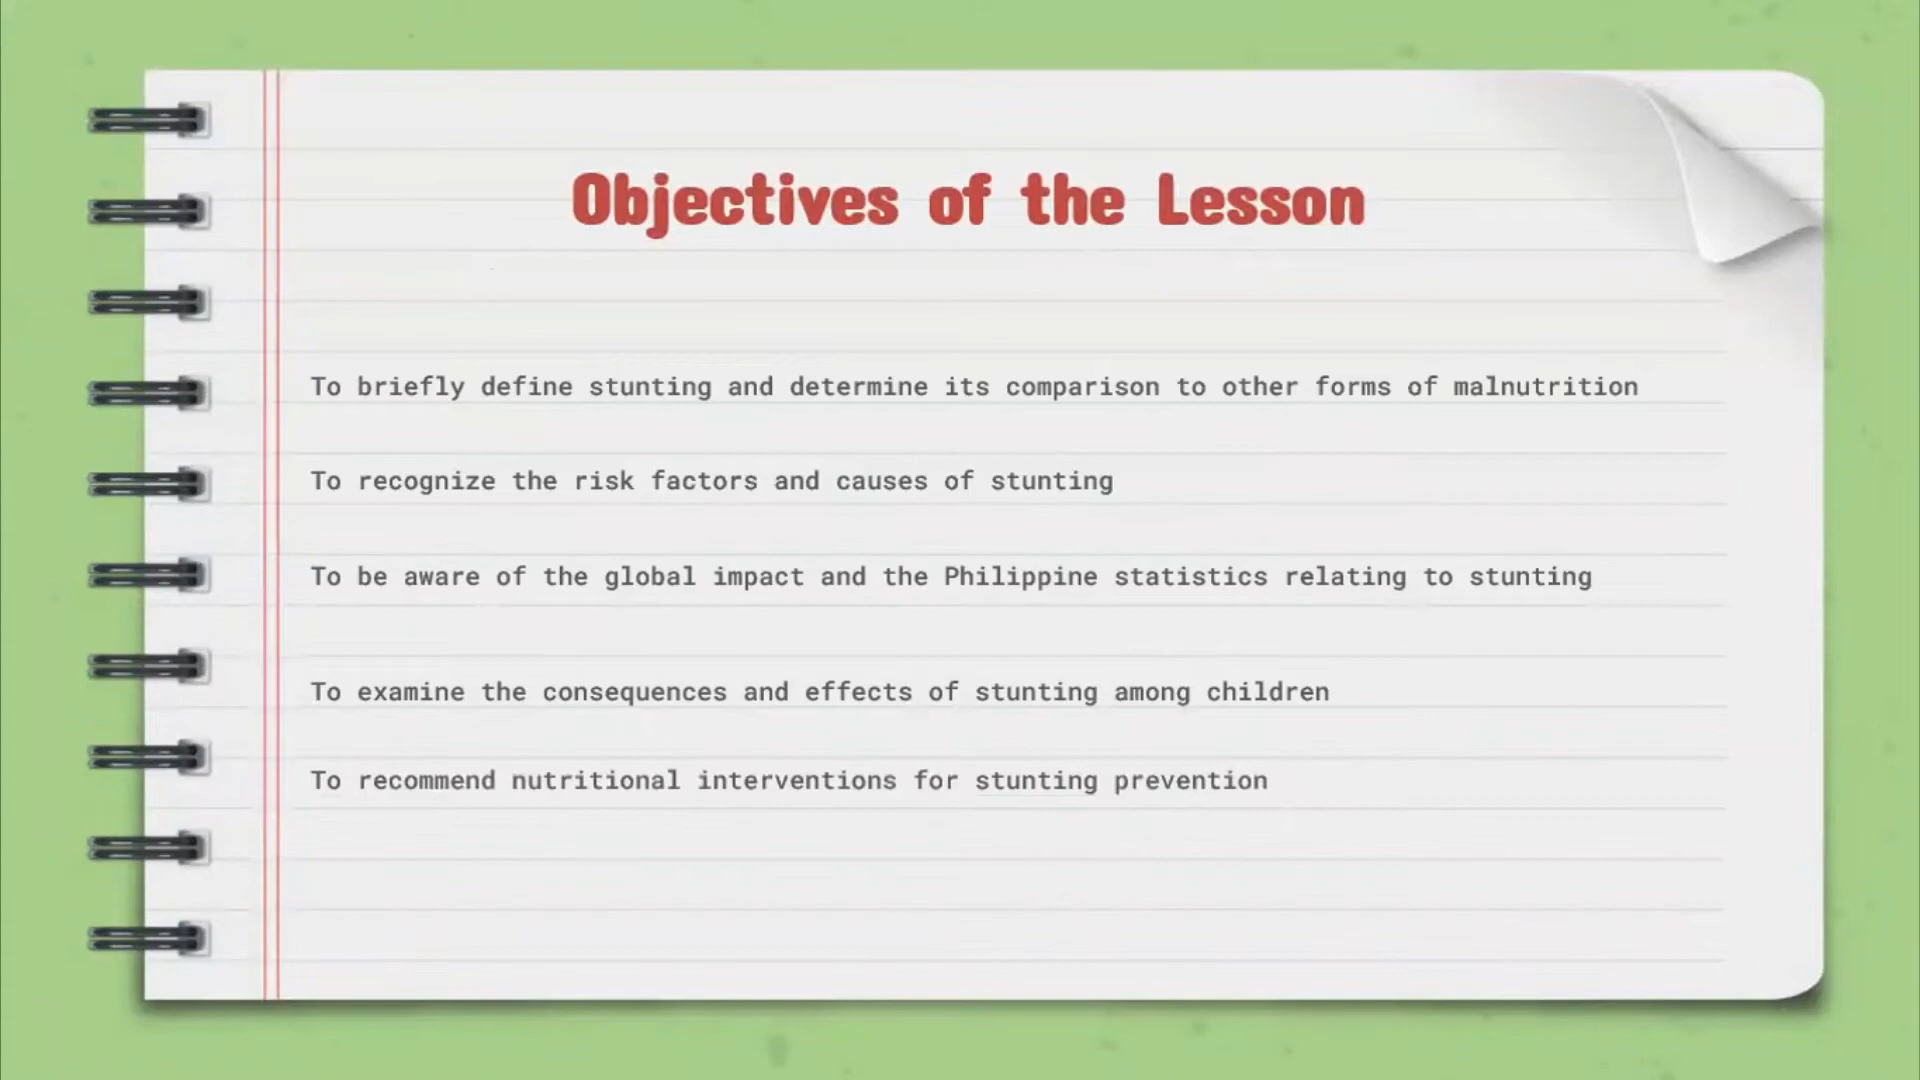 Objectives of the Lesson
To briefly define stunting and determine its comparison to other forms of malnutrition
To recognize the risk factors and causes of stunting
To be aware of the global impact and the Philippine statistics relating to stunting
To examine the consequences and effects of stunting among children
To recommend nutritional interventions for stunting prevention